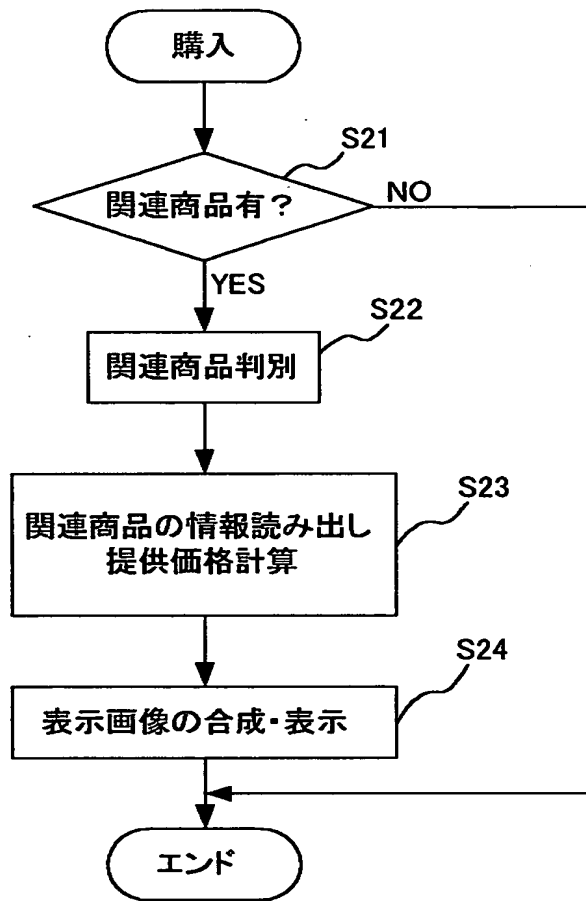 購入
S21
関連商品有？
NO
YES
S22
関連商品判別
S23
関連商品の情報読み出し
提供価格計算
S24
表示画像の合成・表示
エンド